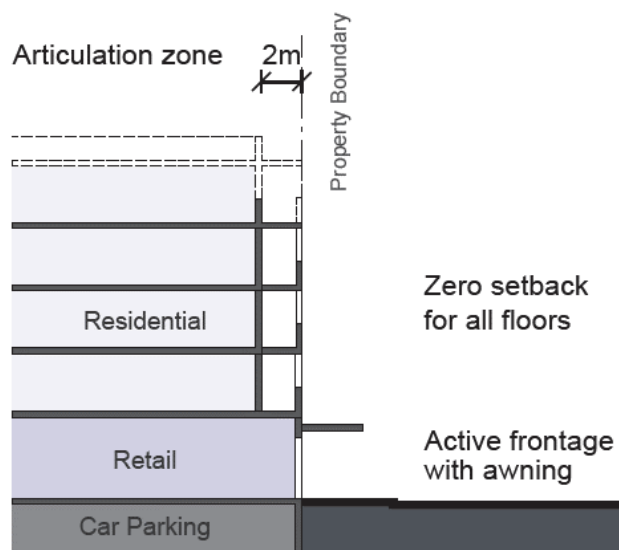 Articulation zone
2m
Property Boundary
Residential
Zero setback
for all floors
Retail
Active frontage
with awning
Car Parking